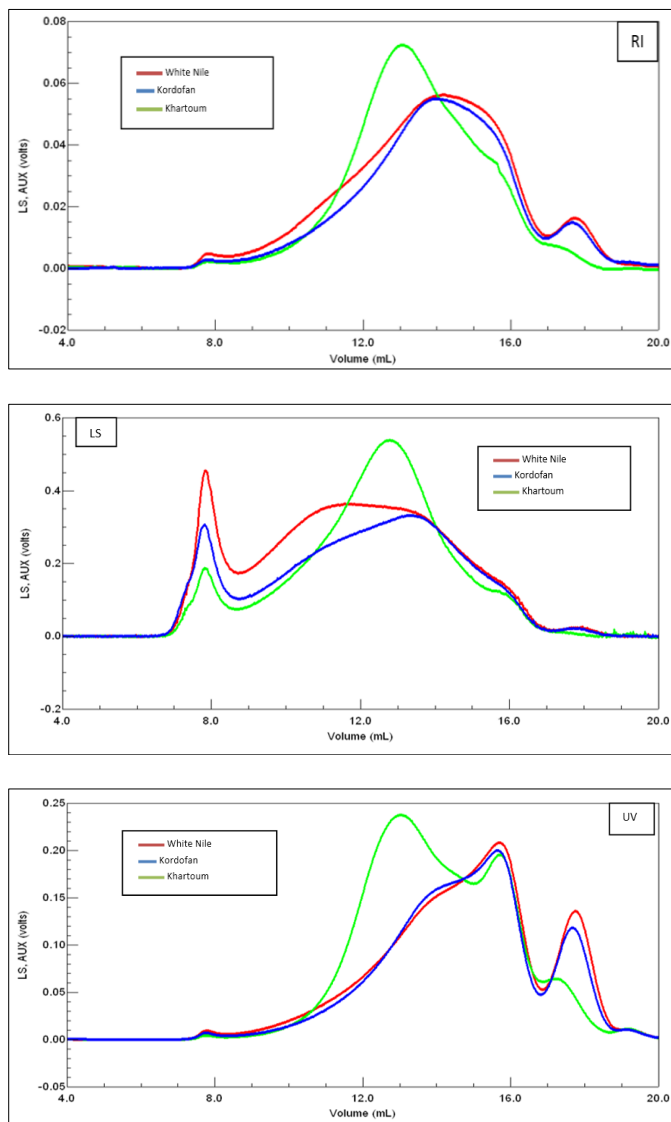 0.08
RI
White Nile
Kordofan
Khartoum
0.06
0.04
0.02
0.00
-0.02
LS, AUX (volts)
4.0 8.0 12.0 16.0 20.0
Volume (mL)
0.6
LS
White Nile
Kordofan
Khartoum
0.4
0.2
0.0
-0.2
LS, AUX (volts)
4.0 8.0 12.0 16.0 20.0
Volume (mL)
0.25
UV
White Nile
Kordofan
Khartoum
0.20
0.15
0.10
0.05
0.00
-0.05
LS, AUX (volts)
4.0 8.0 12.0 16.0 20.0
Volume (mL)